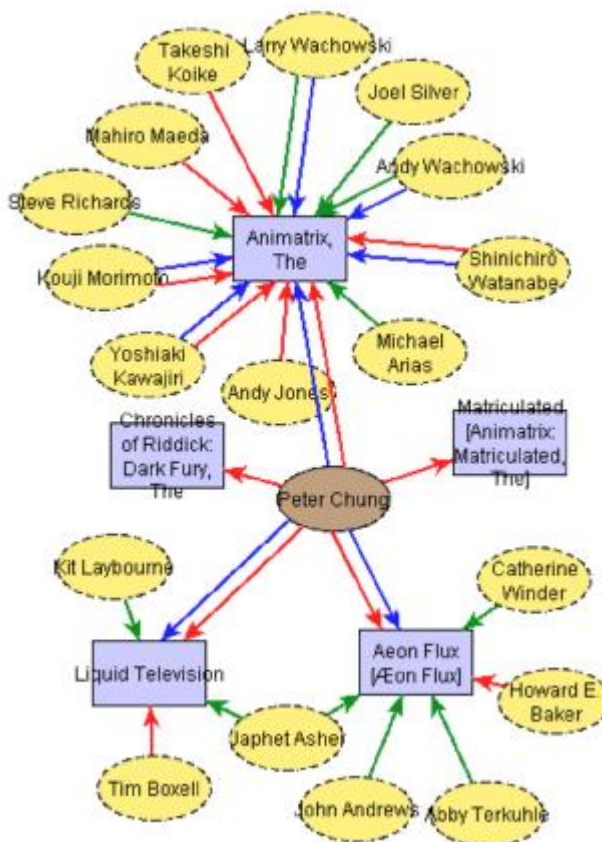 Takeshi
Koike
Larry Wachowski
Joel Silver
Mahiro Maeda
Andy Wachowski
Steve Richards
Animatrix,
The
Kouji Morimoto
Shinichirô
Watanabe
Yoshiaki
Kawajiri
Andy Jones
Michael
Arias
Chronicles
of Riddick:
Dark Fury,
The
Matriculated
[Animatrix:
Matriculated,
The]
Peter Chung
Kit Laybourne
Catherine
Winder
Liquid Television
Aeon Flux
[Æon Flux]
Howard E.
Baker
Japhet Asher
Tim Boxell
John Andrews
Abby Terkuhle